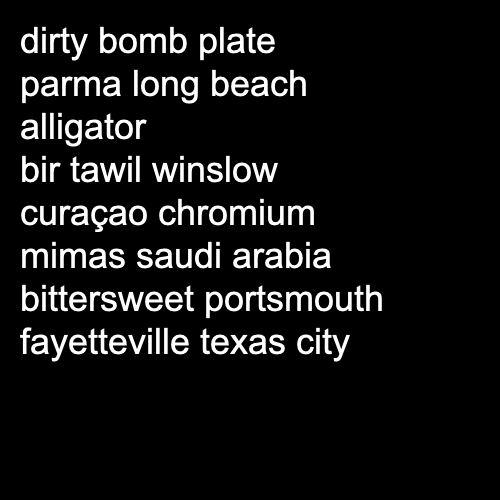 dirty bomb plate
parma long beach
alligator
bir tawil winslow
curaçao chromium
mimas saudi arabia
bittersweet portsmouth
fayetteville texas city